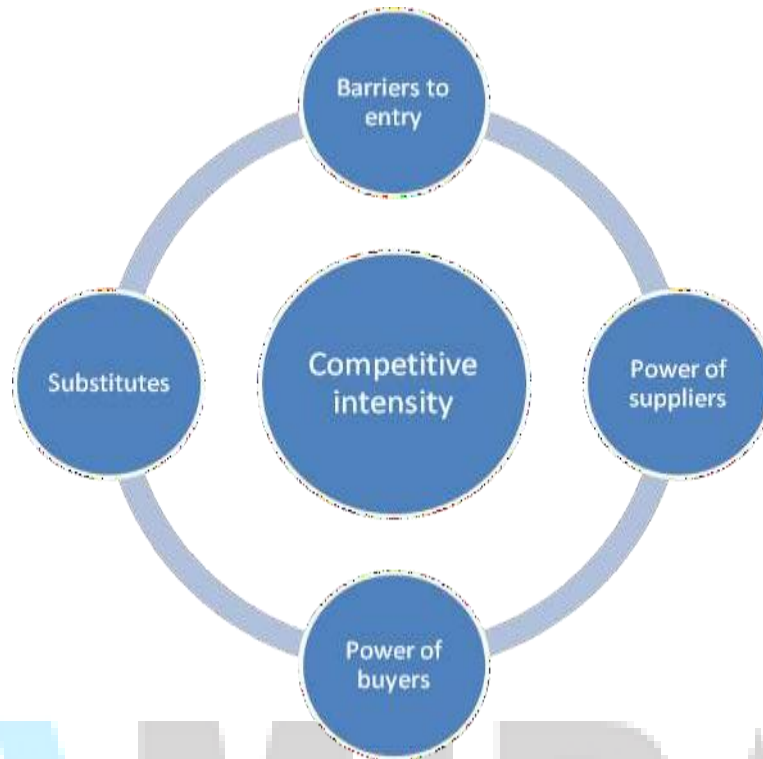 Barriers to
entry
Substitutes
Competitive
intensity
Power of
suppliers
Power of
buyers